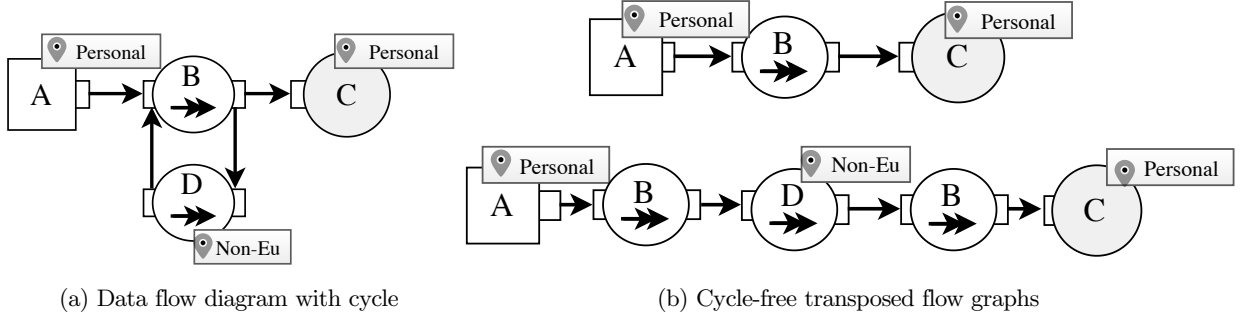 Personal
Personal
A
B
C
D
Non-Eu
(a) Data flow diagram with cycle
Personal
Personal
A
B
C
Personal
Non-Eu
Personal
A
B
D
B
C
(b) Cycle-free transposed flow graphs